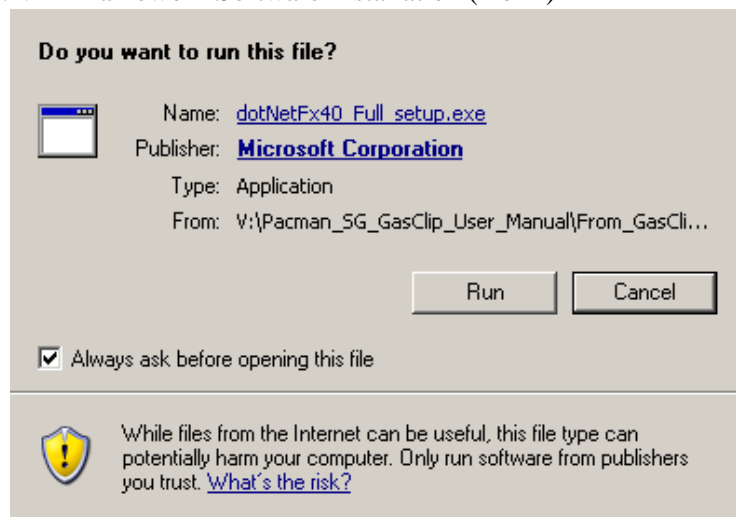 Do you want to run this file?
Name: dotNetFx40_Full_setup.exe
Publisher: Microsoft Corporation
Type: Application
From: V:\Pacman_SG_GasClip_User_Manual\From_GasCli...
Run Cancel
Always ask before opening this file
While files from the Internet can be useful, this file type can
potentially harm your computer. Only run software from publishers
you trust. What's the risk?